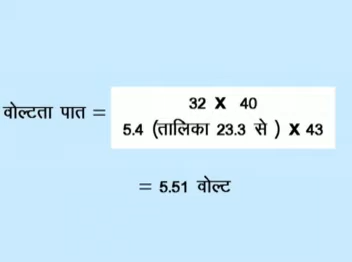 वोल्टता पात = 32 X 40
5.4 (तालिका 23.3 से ) X 43
= 5.51 वोल्ट